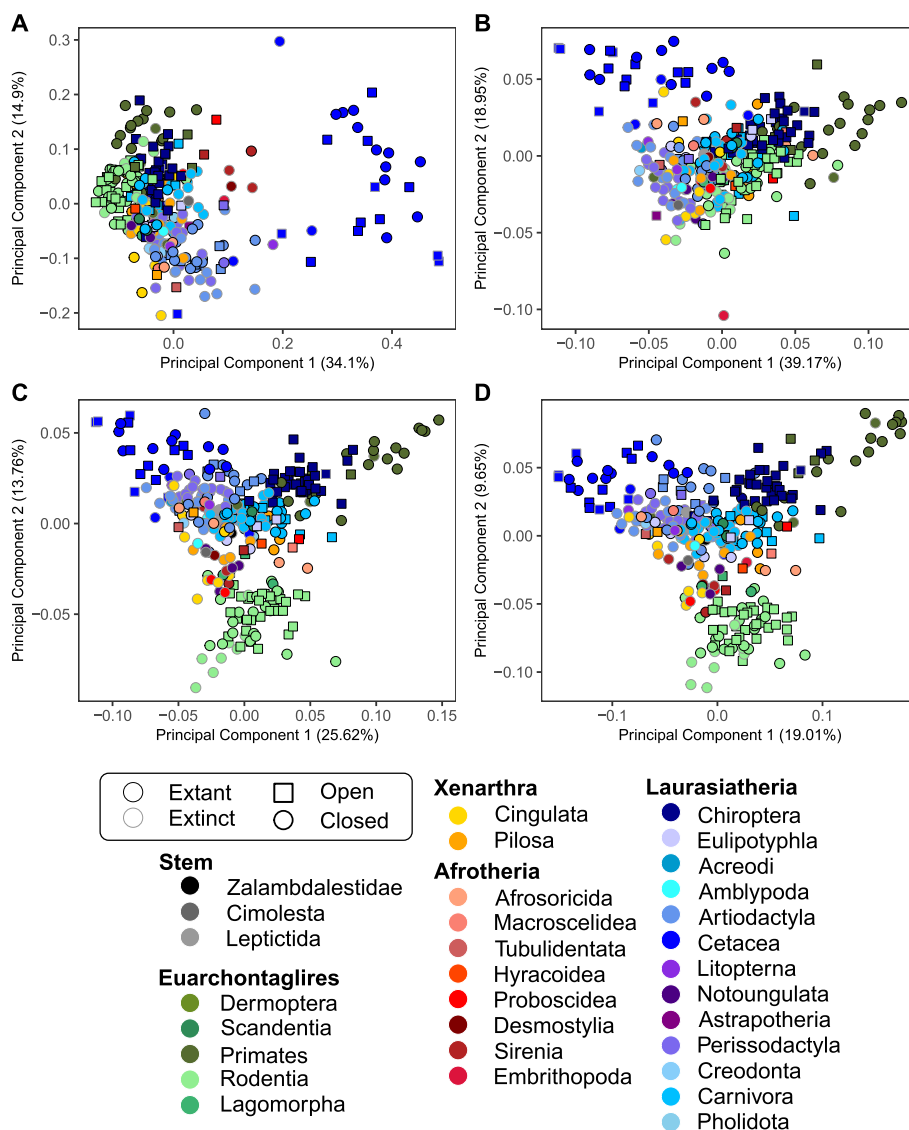 A
B
0.3
0.2
0.1
0.0
−0.1
−0.2
Principal Component 2 (14.9%)
0.0
0.2
0.4
Principal Component 1 (34.1%)
0.05
0.00
−0.05
−0.10
Principal Component 2 (18.95%)
−0.10
−0.05
0.00
0.05
0.10
Principal Component 1 (39.17%)
C
D
0.05
0.00
−0.05
Principal Component 2 (13.76%)
−0.10
−0.05
0.00
0.05
0.10
0.15
Principal Component 1 (25.62%)
0.05
0.00
−0.05
−0.10
Principal Component 2 (9.65%)
−0.1
0.0
0.1
Principal Component 1 (19.01%)
Extant
Open
Extinct
Closed
Stem
Zalambdalestidae
Cimolesta
Leptictida
Euarchontaglires
Dermoptera
Scandentia
Primates
Rodentia
Lagomorpha
Xenarthra
Cingulata
Pilosa
Afrotheria
Afrosoricida
Macroscelidea
Tubulidentata
Hyracoidea
Proboscidea
Desmostylia
Sirenia
Embrithopoda
Laurasiatheria
Chiroptera
Eulipotyphla
Acreodi
Amblypoda
Artiodactyla
Cetacea
Litopterna
Notoungulata
Astrapotheria
Perissodactyla
Creodonta
Carnivora
Pholidota